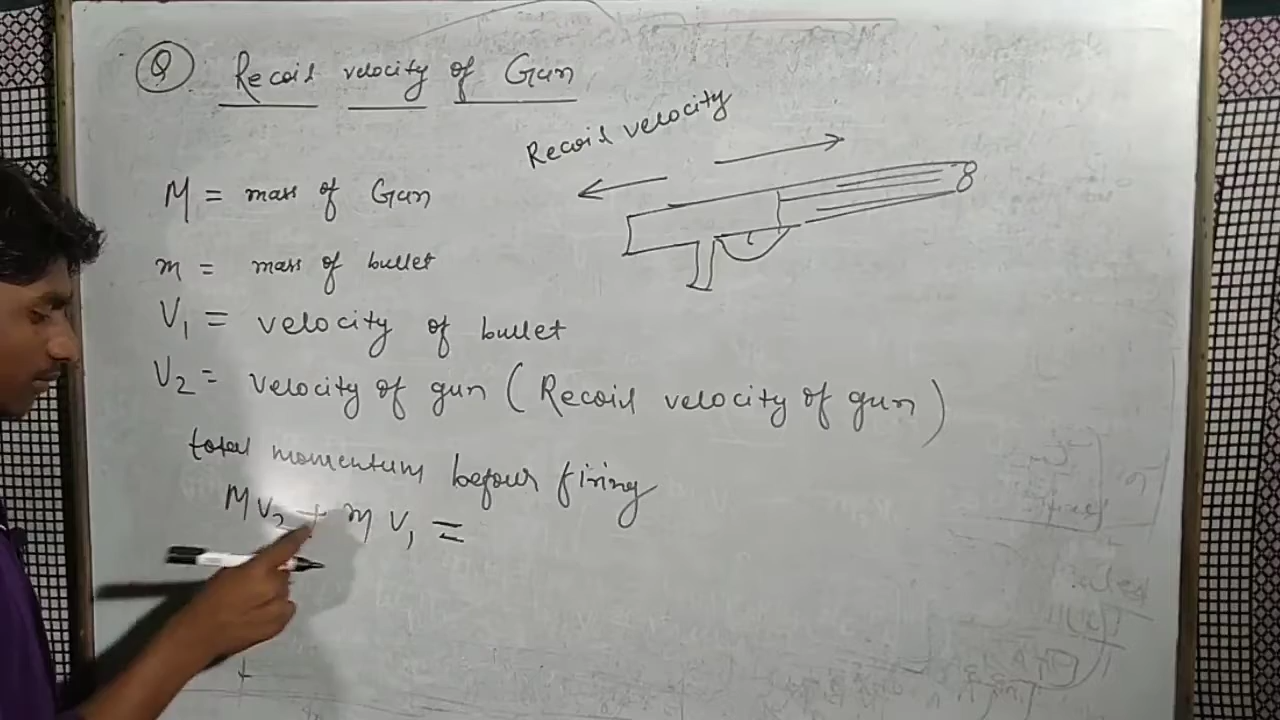 Q. Recoil velocity of Gun
Recoil velocity
M = mass of Gun
m = mass of bullet
V₁ = velocity of bullet
V₂ = velocity of gun (Recoil velocity of gun)
total momentum befour firing
MV₂ + mV₁ =